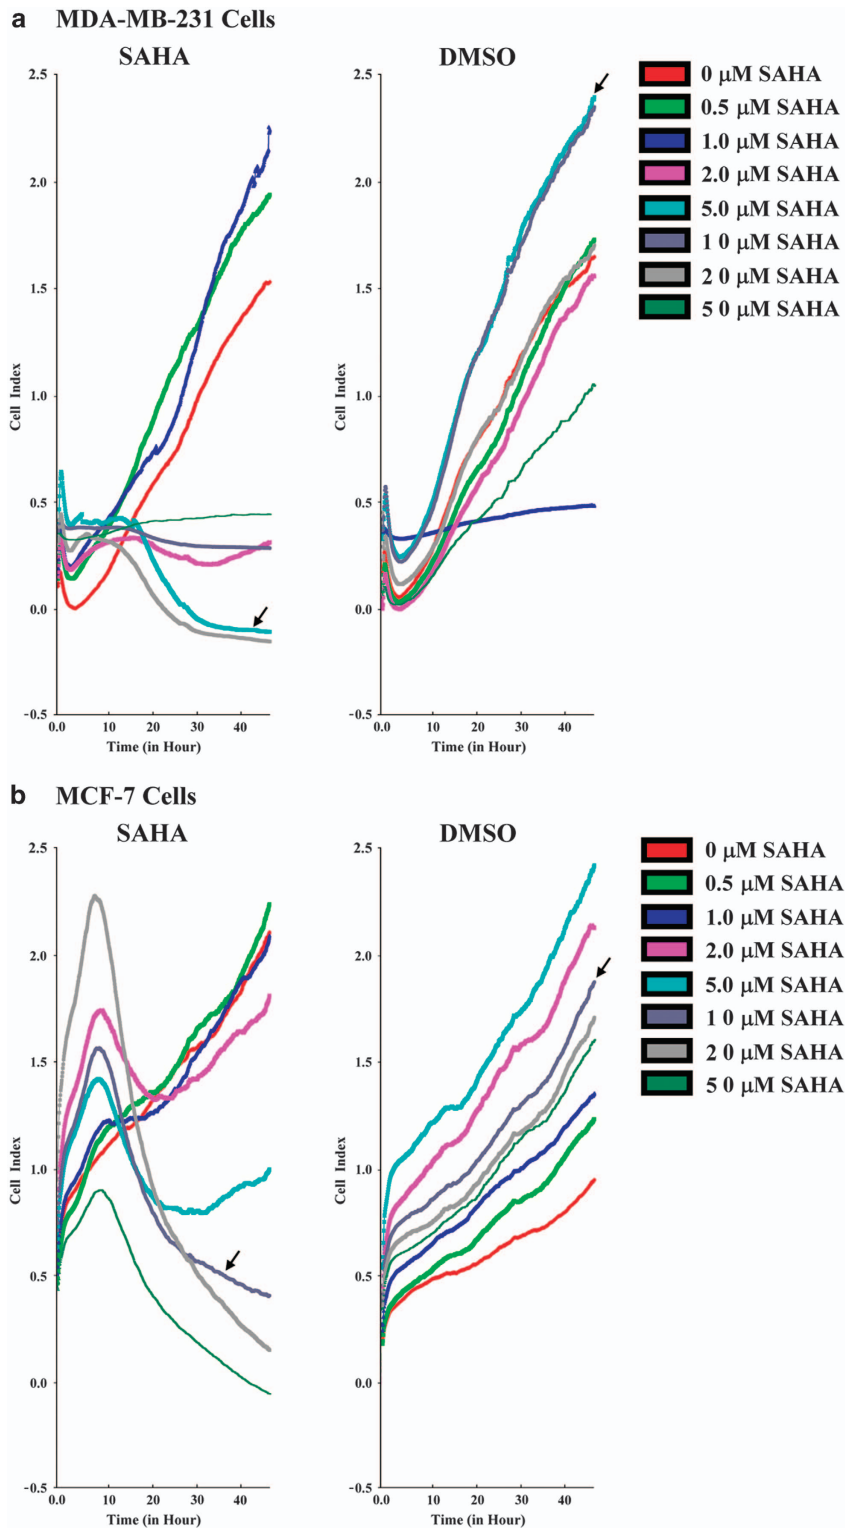 a MDA-MB-231 Cells
SAHA
DMSO
2.5
2.0
1.5
1.0
0.5
0.0
-0.5
Cell Index
0.0 10 20 30 40
Time (in Hour)
2.5
2.0
1.5
1.0
0.5
0.0
-0.5
Cell Index
0.0 10 20 30 40
Time (in Hour)
0 µM SAHA
0.5 µM SAHA
1.0 µM SAHA
2.0 µM SAHA
5.0 µM SAHA
1 0 µM SAHA
2 0 µM SAHA
5 0 µM SAHA
b MCF-7 Cells
SAHA
DMSO
2.5
2.0
1.5
1.0
0.5
0.0
-0.5
Cell Index
0.0 10 20 30 40
Time (in Hour)
2.5
2.0
1.5
1.0
0.5
0.0
-0.5
Cell Index
0.0 10 20 30 40
Time (in Hour)
0 µM SAHA
0.5 µM SAHA
1.0 µM SAHA
2.0 µM SAHA
5.0 µM SAHA
1 0 µM SAHA
2 0 µM SAHA
5 0 µM SAHA